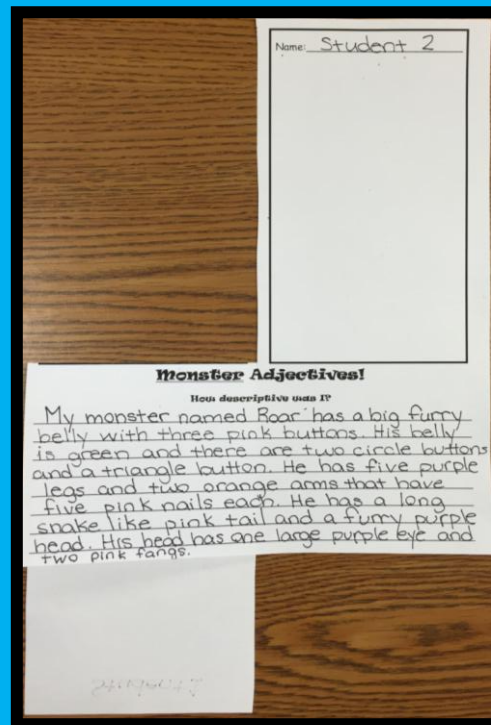 Name: Student 2
Monster Adjectives!
How descriptive was I?
My monster named Roar has a big furry
belly with three pink buttons. His belly
is green and there are two circle buttons
and a triangle button. He has five purple
legs and two orange arms that have
five pink nails each. He has a long
snake like pink tail and a furry purple
head. His head has one large purple eye and
two pink fangs.